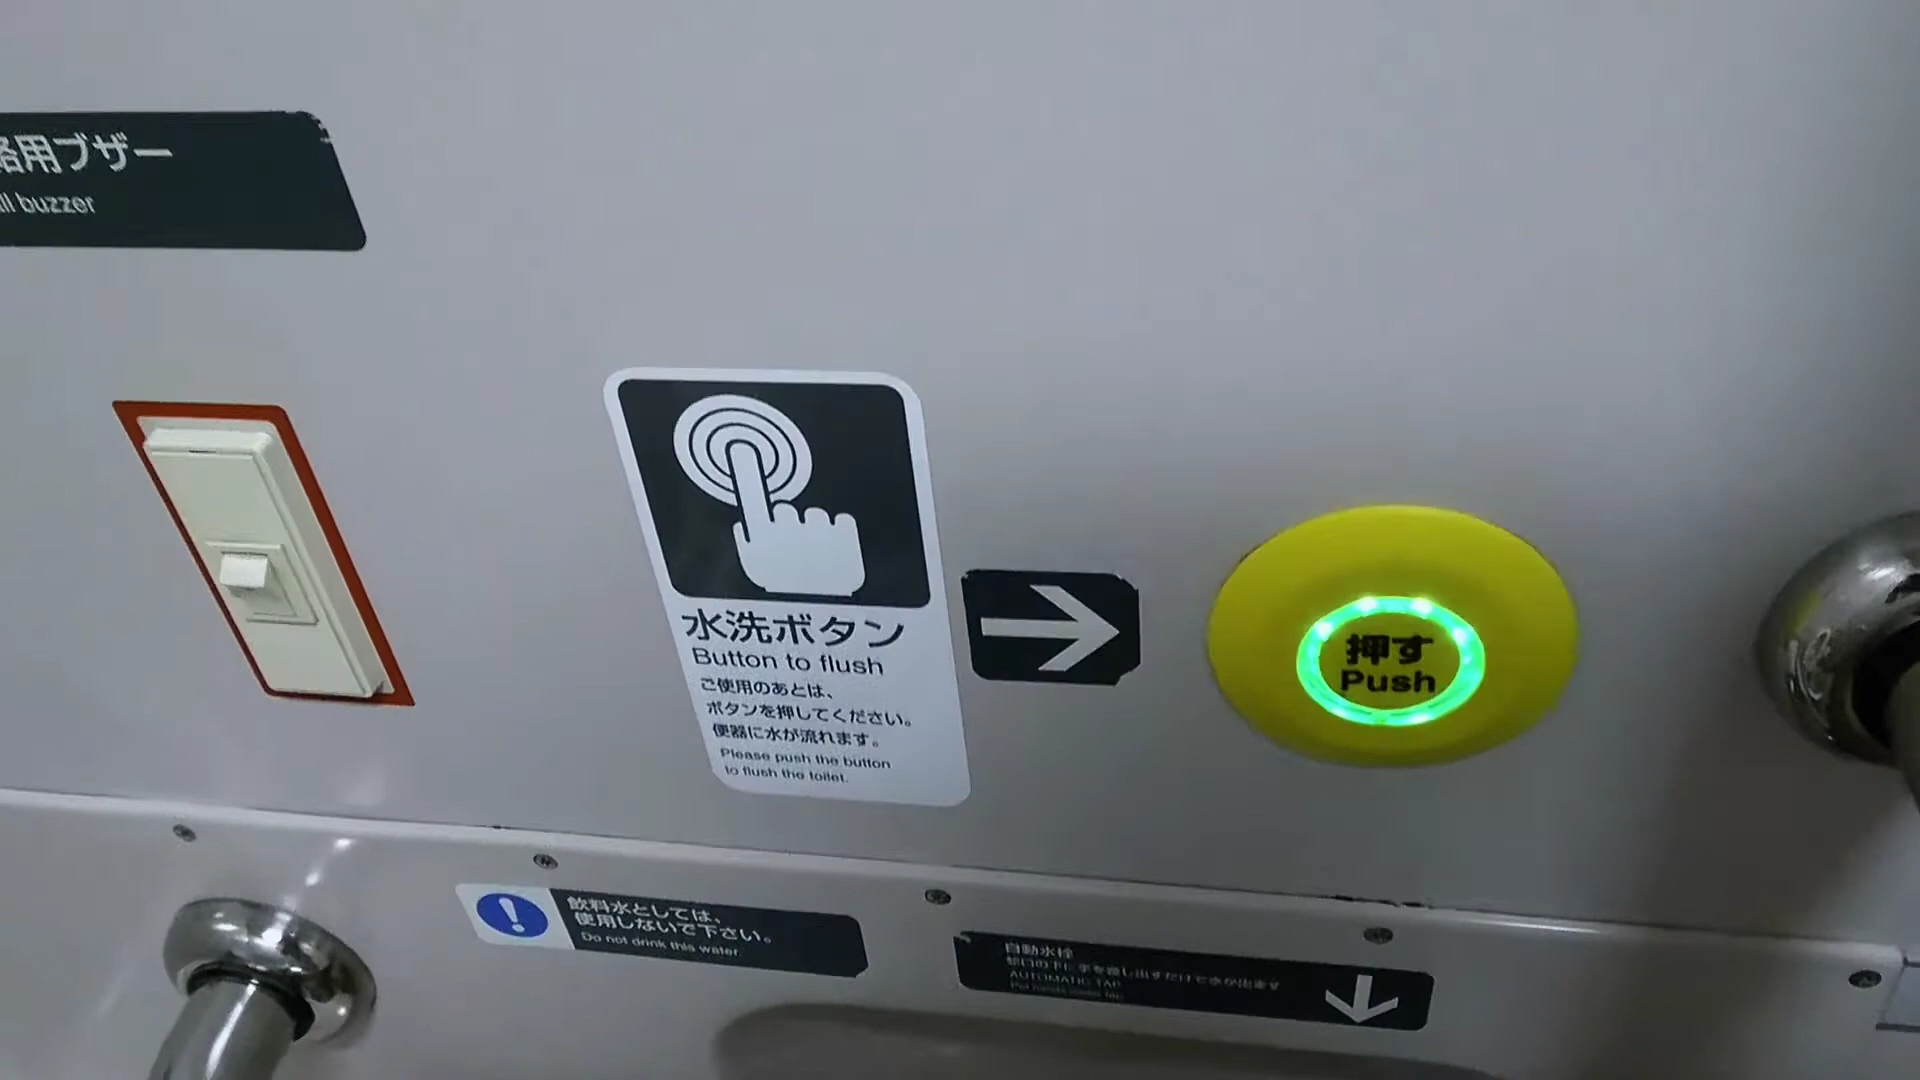 絡用ブザー
ll buzzer
水洗ボタン
Button to flush
ご使用のあとは、
ボタンを押してください。
便器に水が流れます。
Please push the button
to flush the toilet.
押す
Push
飲料水としては、
使用しないで下さい。
Do not drink this water.
自動水栓
AUTOMATIC TAP